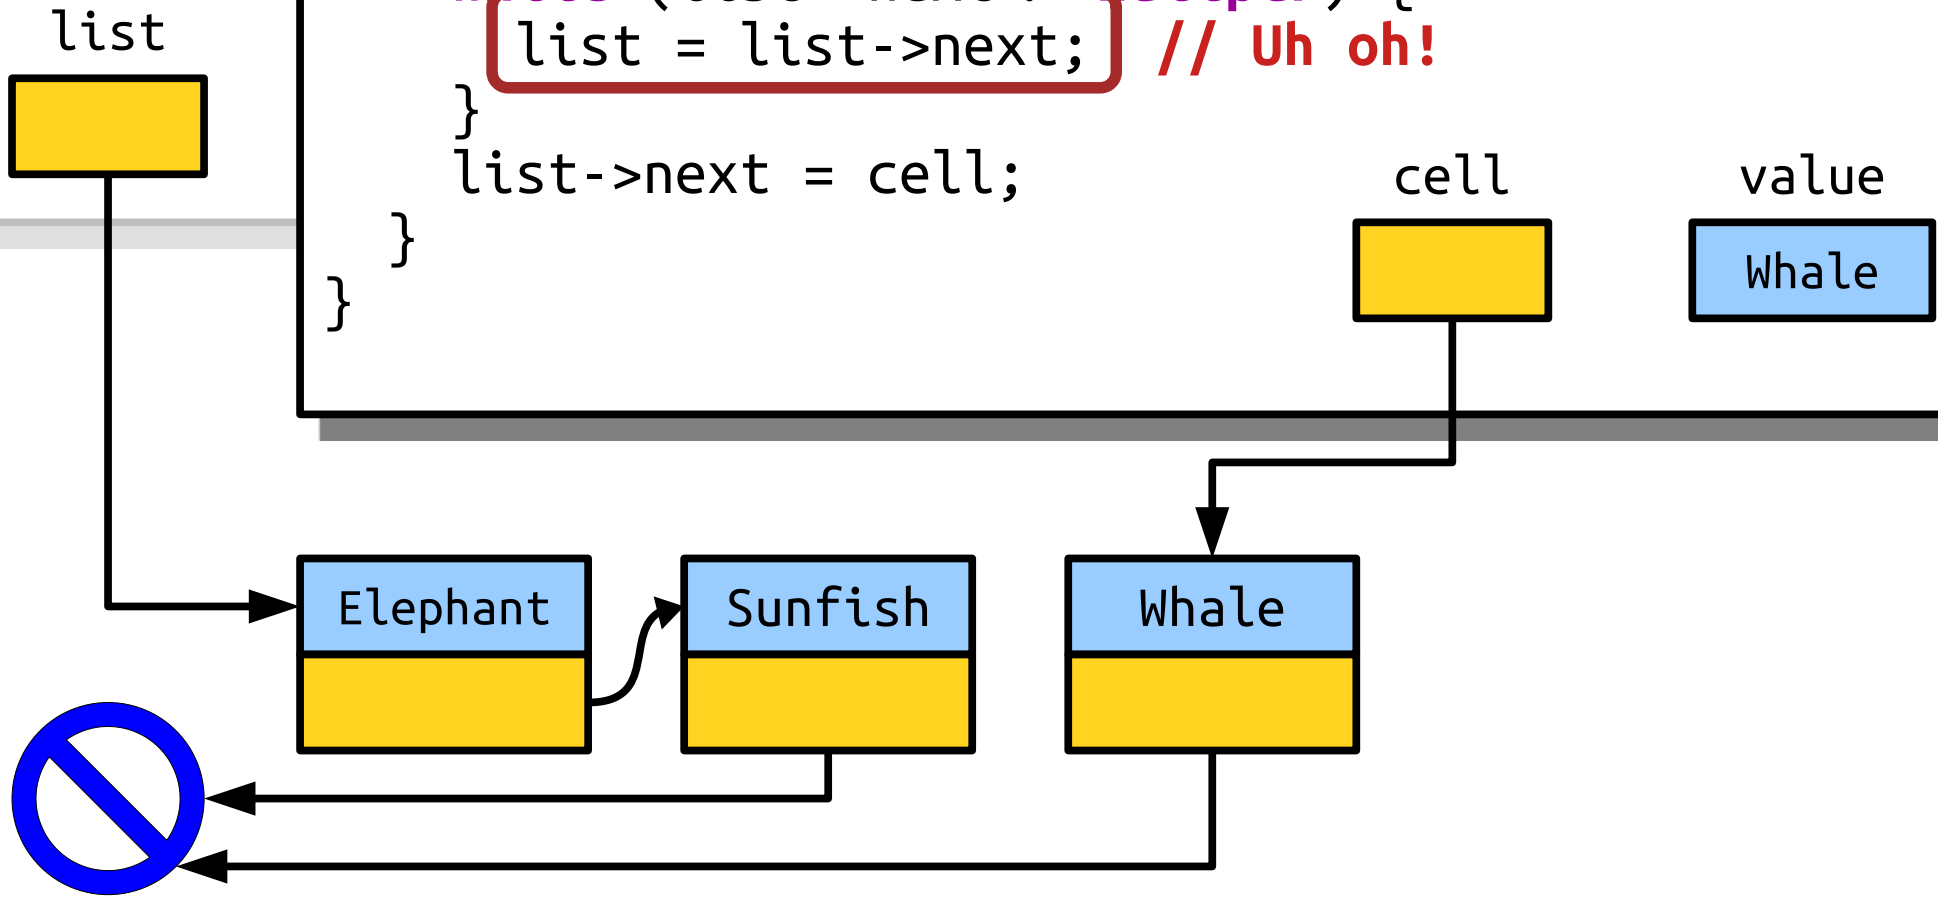 list
list = list->next; // Uh oh!
}
list->next = cell;
}
}
cell
value
Whale
Elephant
Sunfish
Whale